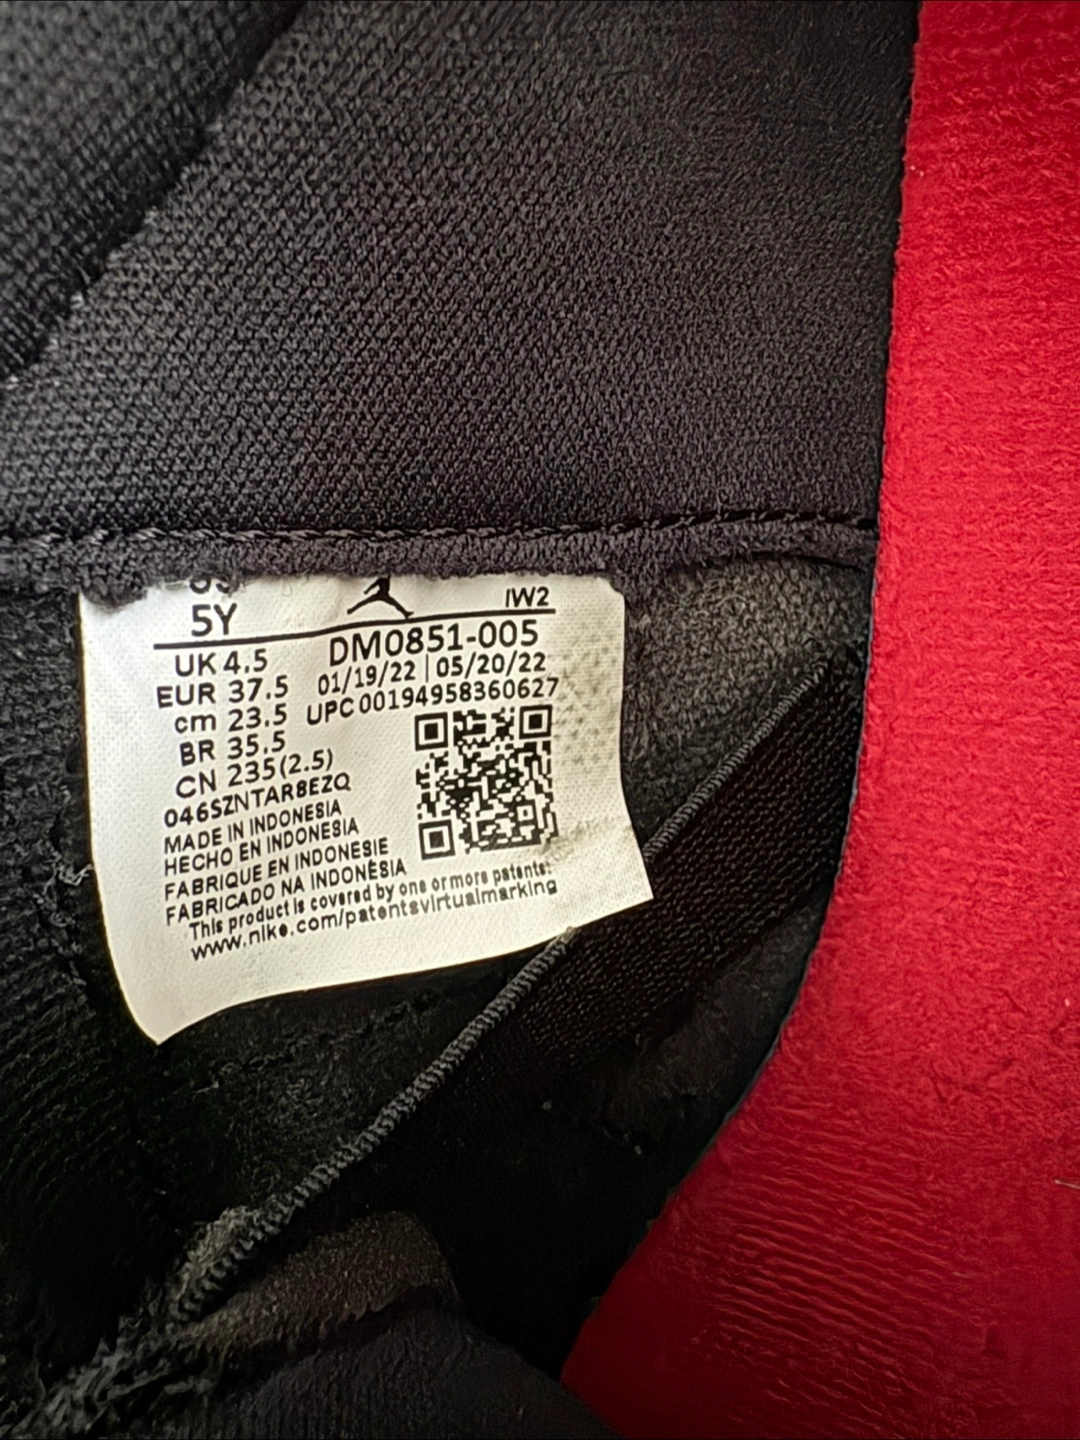 5Y
IW2
UK 4.5
DM0851-005
EUR 37.5
01/19/22 | 05/20/22
cm 23.5
UPC 00194958360627
BR 35.5
CN 235(2.5)
046SZNTAR8EZQ
MADE IN INDONESIA
HECHO EN INDONESIA
FABRIQUE EN INDONESIE
FABRICADO NA INDONÉSIA
This product is covered by one or more patents:
www.nike.com/patentsvirtualmarking